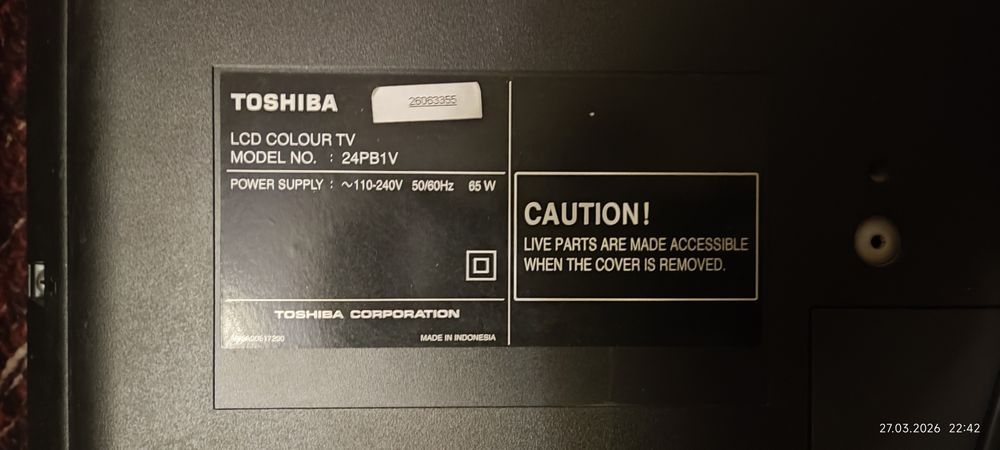 TOSHIBA
26063355
LCD COLOUR TV
MODEL NO. : 24PB1V
POWER SUPPLY : ~110-240V 50/60Hz 65 W
TOSHIBA CORPORATION
MADE IN INDONESIA
CAUTION!
LIVE PARTS ARE MADE ACCESSIBLE
WHEN THE COVER IS REMOVED.
27.03.2026 22:42